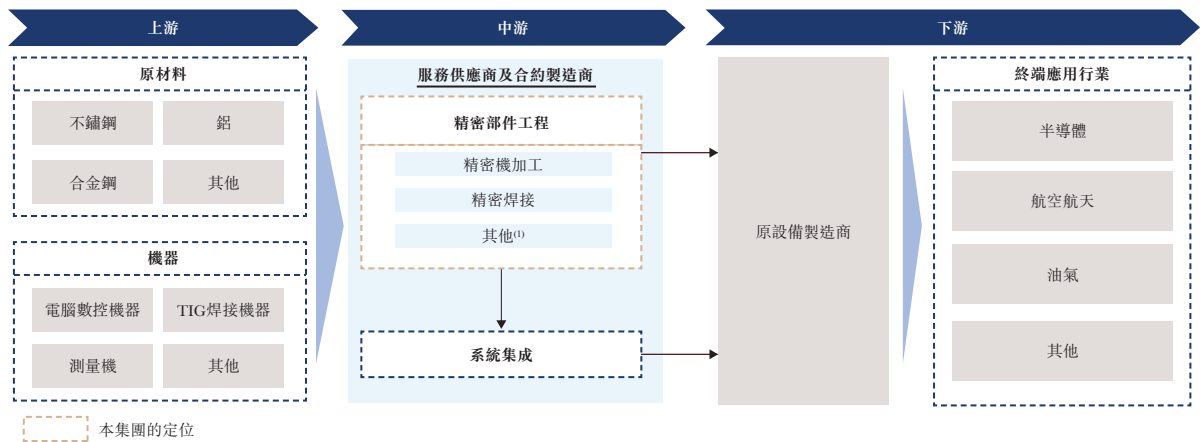 上游
中游
下游
原材料
不鏽鋼
鋁
合金鋼
其他
機器
電腦數控機器
TIG焊接機器
測量機
其他
服務供應商及合約製造商
精密部件工程
精密機加工
精密焊接
其他(1)
系統集成
原設備製造商
終端應用行業
半導體
航空航天
油氣
其他
本集團的定位